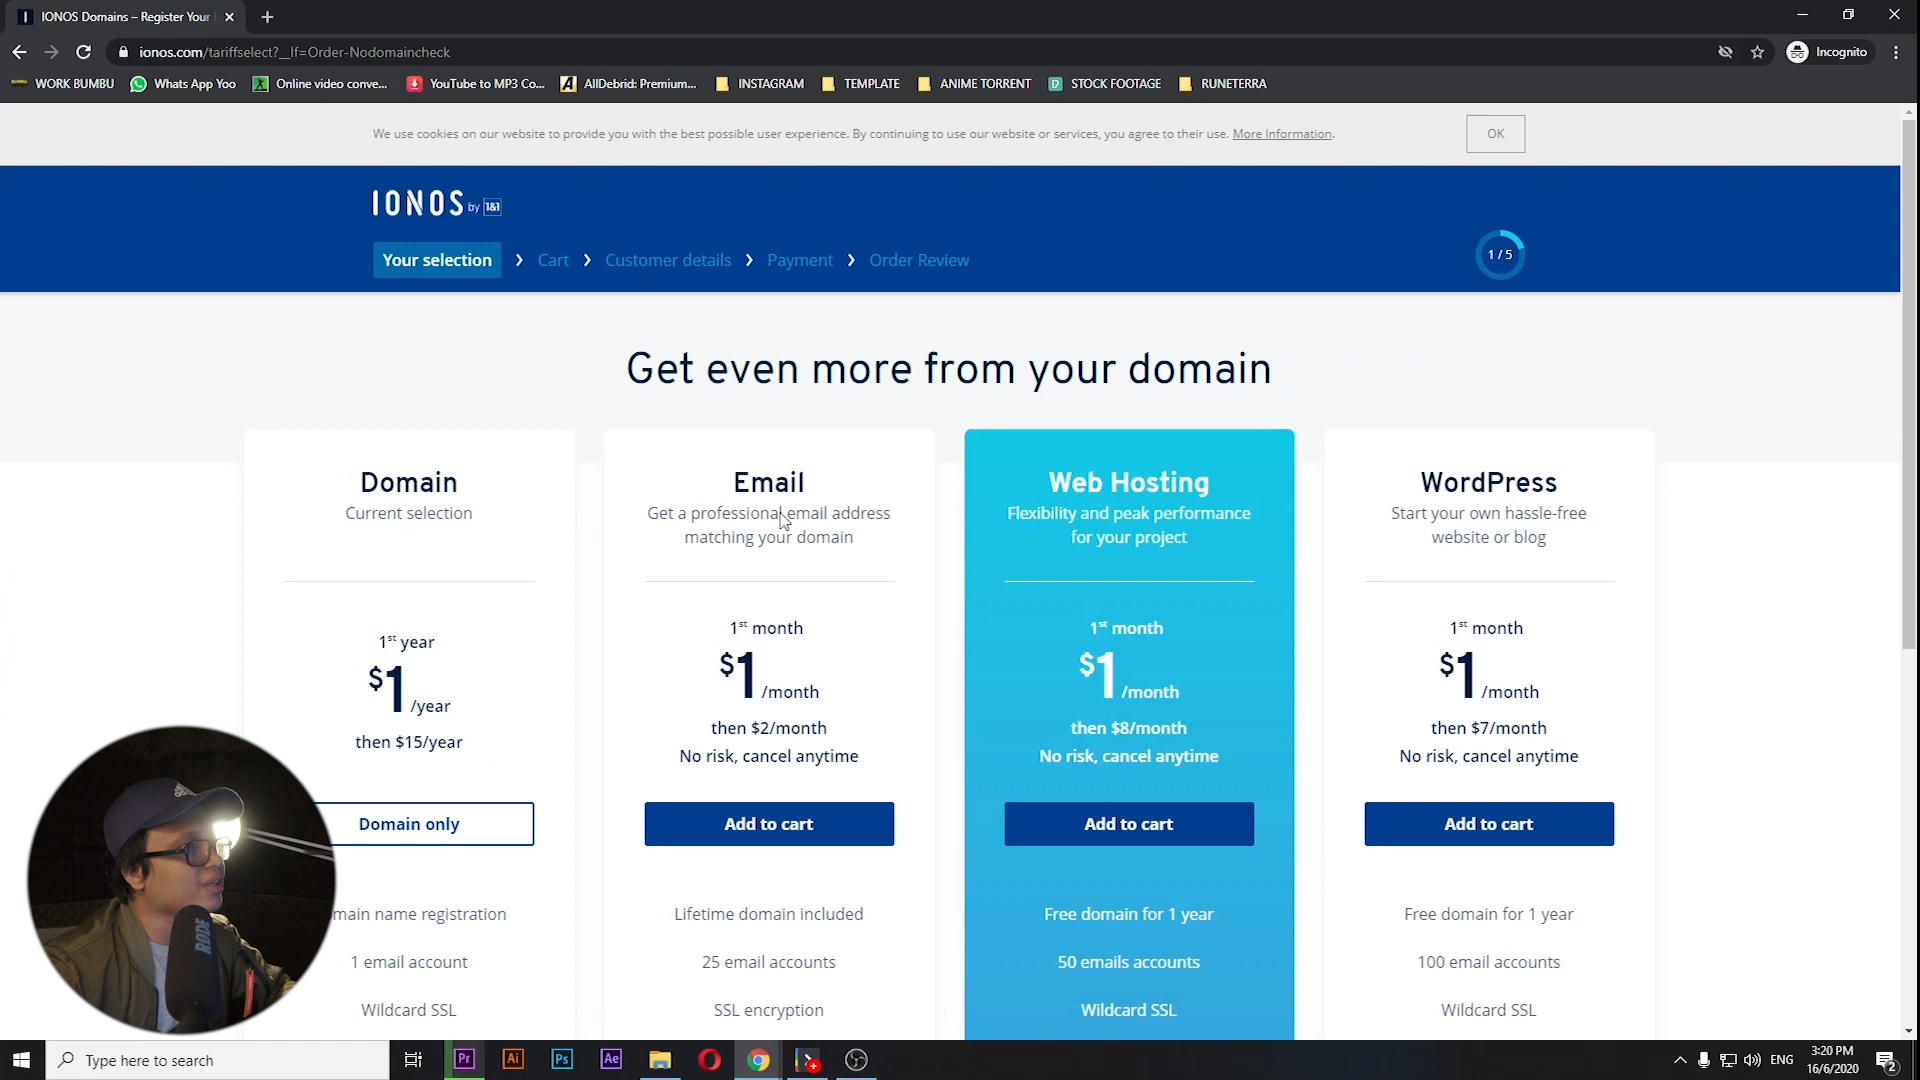 IONOS Domains – Register Your
ionos.com/tariffselect?__lf=Order-Nodomaincheck
Incognito
WORK BUMBU
Whats App Yoo
Online video conve...
YouTube to MP3 Co...
AllDebrid: Premium...
INSTAGRAM
TEMPLATE
ANIME TORRENT
STOCK FOOTAGE
RUNETERRA
We use cookies on our website to provide you with the best possible user experience. By continuing to use our website or services, you agree to their use. More Information.
OK
IONOS by 1&1
Your selection
Cart
Customer details
Payment
Order Review
1 / 5
Get even more from your domain
Domain
Current selection
1st year
$1/year
then $15/year
Domain only
main name registration
1 email account
Wildcard SSL
Email
Get a professional email address
matching your domain
1st month
$1/month
then $2/month
No risk, cancel anytime
Add to cart
Lifetime domain included
25 email accounts
SSL encryption
Web Hosting
Flexibility and peak performance
for your project
1st month
$1/month
then $8/month
No risk, cancel anytime
Add to cart
Free domain for 1 year
50 emails accounts
Wildcard SSL
WordPress
Start your own hassle-free
website or blog
1st month
$1/month
then $7/month
No risk, cancel anytime
Add to cart
Free domain for 1 year
100 email accounts
Wildcard SSL
RØDE
Type here to search
Pr
Ai
Ps
Ae
ENG
3:20 PM
16/6/2020
2